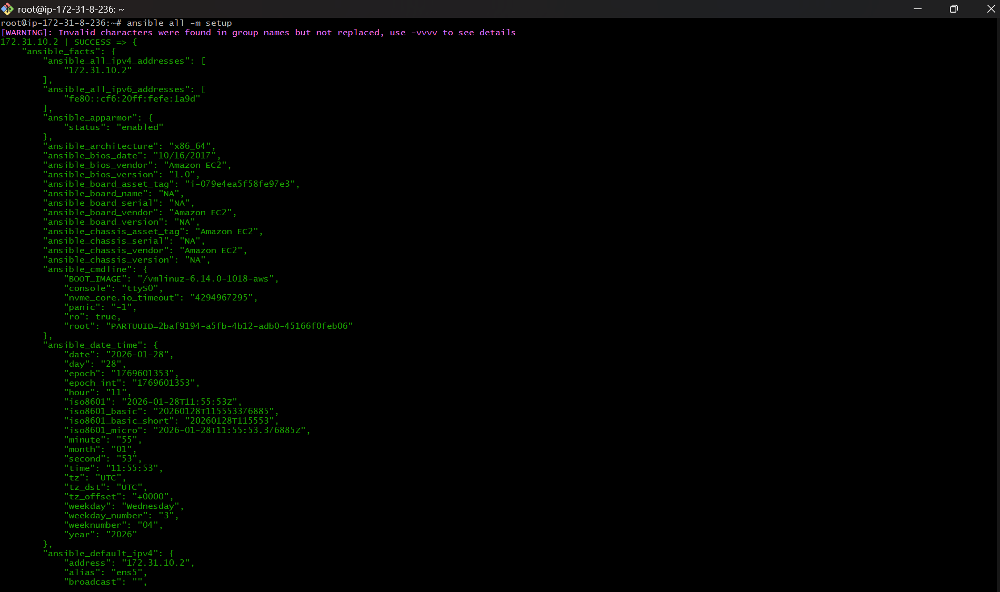 root@ip-172-31-8-236: ~
root@ip-172-31-8-236:~# ansible all -m setup
[WARNING]: Invalid characters were found in group names but not replaced, use -vvvv to see details
172.31.10.2 | SUCCESS => {
    "ansible_facts": {
        "ansible_all_ipv4_addresses": [
            "172.31.10.2"
        ],
        "ansible_all_ipv6_addresses": [
            "fe80::cf6:20ff:fefe:1a9d"
        ],
        "ansible_apparmor": {
            "status": "enabled"
        },
        "ansible_architecture": "x86_64",
        "ansible_bios_date": "10/16/2017",
        "ansible_bios_vendor": "Amazon EC2",
        "ansible_bios_version": "1.0",
        "ansible_board_asset_tag": "i-079e4ea5f58fe97e3",
        "ansible_board_name": "NA",
        "ansible_board_serial": "NA",
        "ansible_board_vendor": "Amazon EC2",
        "ansible_board_version": "NA",
        "ansible_chassis_asset_tag": "Amazon EC2",
        "ansible_chassis_serial": "NA",
        "ansible_chassis_vendor": "Amazon EC2",
        "ansible_chassis_version": "NA",
        "ansible_cmdline": {
            "BOOT_IMAGE": "/vmlinuz-6.14.0-1018-aws",
            "console": "ttyS0",
            "nvme_core.io_timeout": "4294967295",
            "panic": "-1",
            "ro": true,
            "root": "PARTUUID=2baf9194-a5fb-4b12-adb0-45166f0feb06"
        },
        "ansible_date_time": {
            "date": "2026-01-28",
            "day": "28",
            "epoch": "1769601353",
            "epoch_int": "1769601353",
            "hour": "11",
            "iso8601": "2026-01-28T11:55:53Z",
            "iso8601_basic": "20260128T115553376885",
            "iso8601_basic_short": "20260128T115553",
            "iso8601_micro": "2026-01-28T11:55:53.376885Z",
            "minute": "55",
            "month": "01",
            "second": "53",
            "time": "11:55:53",
            "tz": "UTC",
            "tz_dst": "UTC",
            "tz_offset": "+0000",
            "weekday": "Wednesday",
            "weekday_number": "3",
            "weeknumber": "04",
            "year": "2026"
        },
        "ansible_default_ipv4": {
            "address": "172.31.10.2",
            "alias": "ens5",
            "broadcast": "",